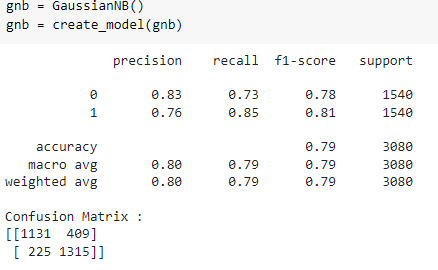 gnb = GaussianNB()
gnb = create_model(gnb)
precision recall f1-score support
0 0.83 0.73 0.78 1540
1 0.76 0.85 0.81 1540
accuracy 0.79 3080
macro avg 0.80 0.79 0.79 3080
weighted avg 0.80 0.79 0.79 3080
Confusion Matrix :
[[1131 409]
[ 225 1315]]